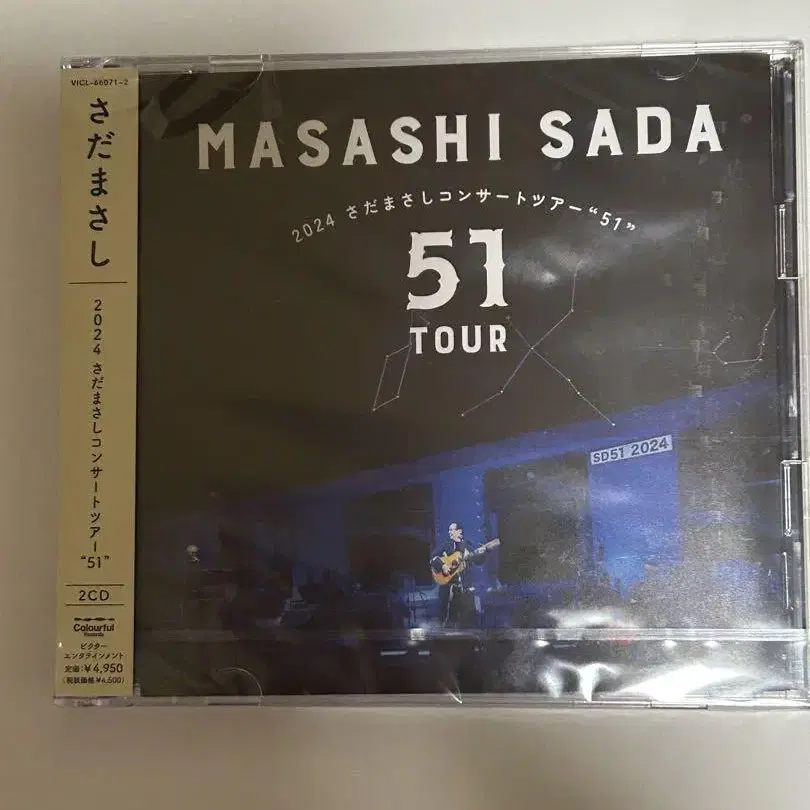 VICL-66071-2
さだまさし
2024 さだまさしコンサートツアー “51”
2CD
Colourful
Records
ビクター
エンタテインメント
定価:¥4,950
(税抜価格 ¥4,500)
MASASHI SADA
2024 さだまさしコンサートツアー “51”
51
TOUR
SD51 2024